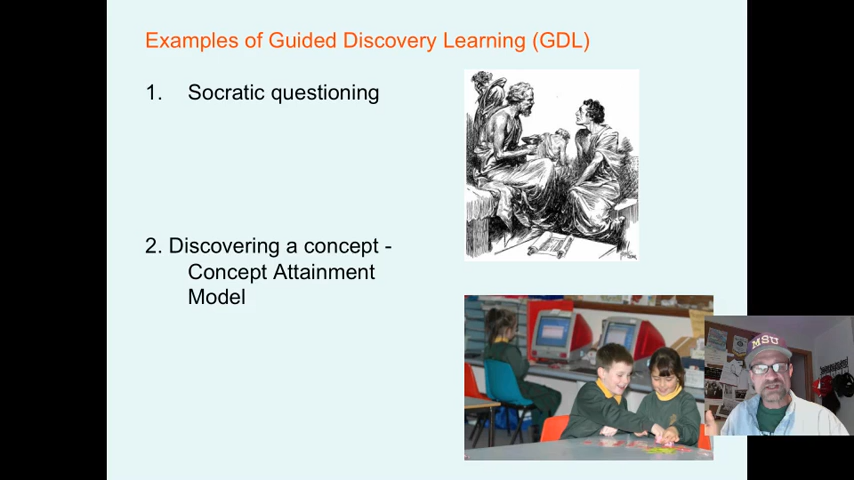 Examples of Guided Discovery Learning (GDL)
1. Socratic questioning
2. Discovering a concept -
Concept Attainment
Model
MSU